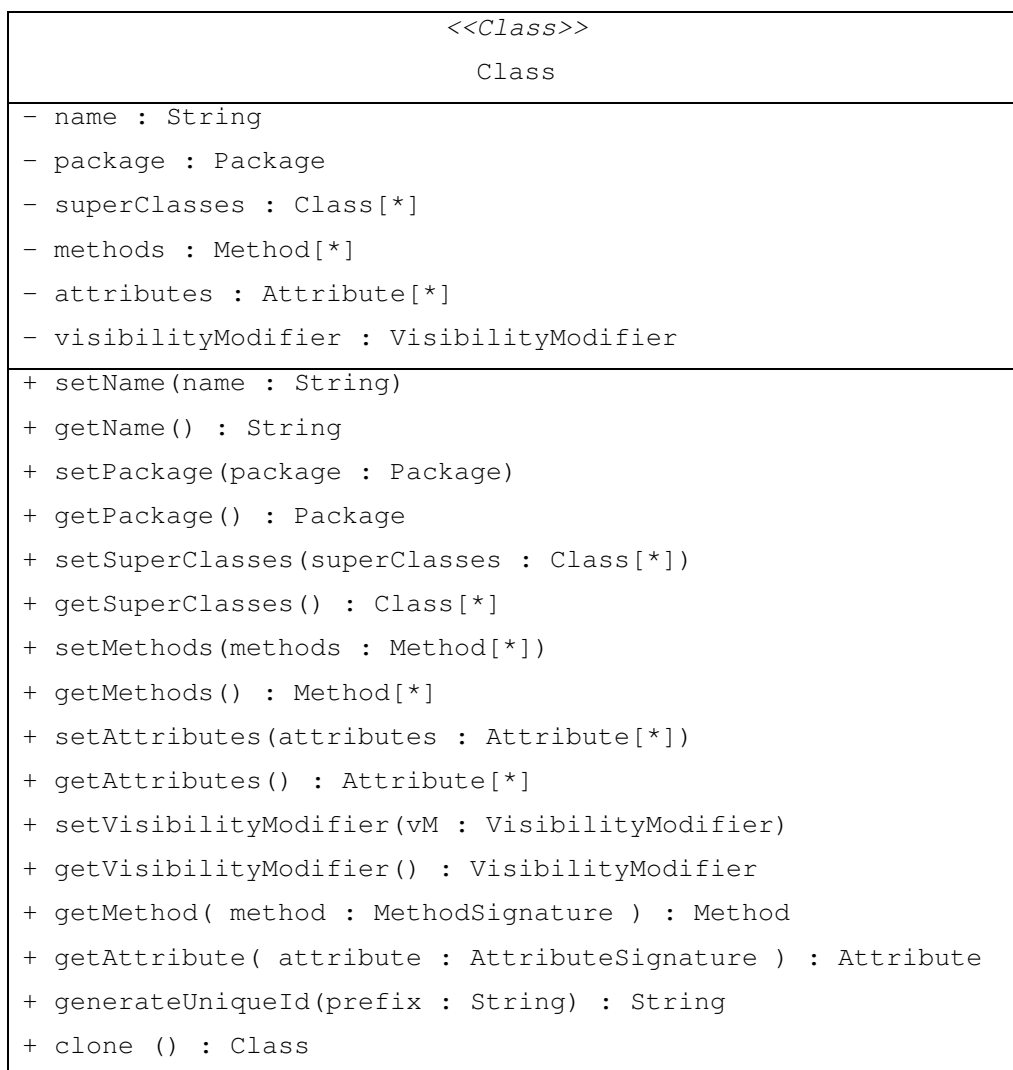 <<Class>>
Class
- name : String
- package : Package
- superClasses : Class[*]
- methods : Method[*]
- attributes : Attribute[*]
- visibilityModifier : VisibilityModifier
+ setName(name : String)
+ getName() : String
+ setPackage(package : Package)
+ getPackage() : Package
+ setSuperClasses(superClasses : Class[*])
+ getSuperClasses() : Class[*]
+ setMethods(methods : Method[*])
+ getMethods() : Method[*]
+ setAttributes(attributes : Attribute[*])
+ getAttributes() : Attribute[*]
+ setVisibilityModifier(vM : VisibilityModifier)
+ getVisibilityModifier() : VisibilityModifier
+ getMethod( method : MethodSignature ) : Method
+ getAttribute( attribute : AttributeSignature ) : Attribute
+ generateUniqueId(prefix : String) : String
+ clone () : Class